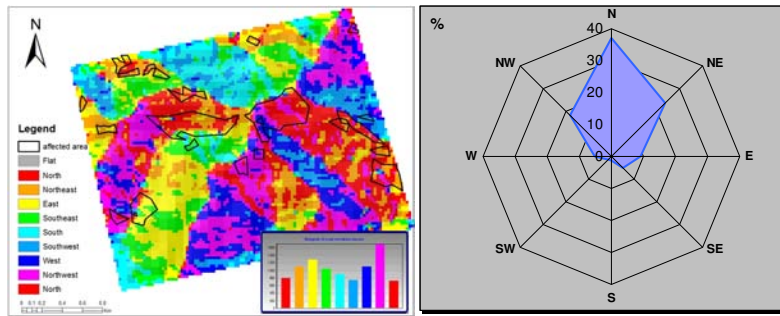 N
Legend
affected area
Flat
North
Northeast
East
Southeast
South
Southwest
West
Northwest
North
%
N
NE
E
SE
S
SW
W
NW
40
30
20
10
0